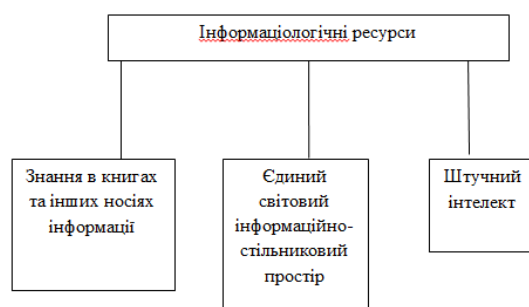 Інформаціологічні ресурси
Знання в книгах
та інших носіях
інформації
Єдиний
світовий
інформаційно-
стільниковий
простір
Штучний
інтелект